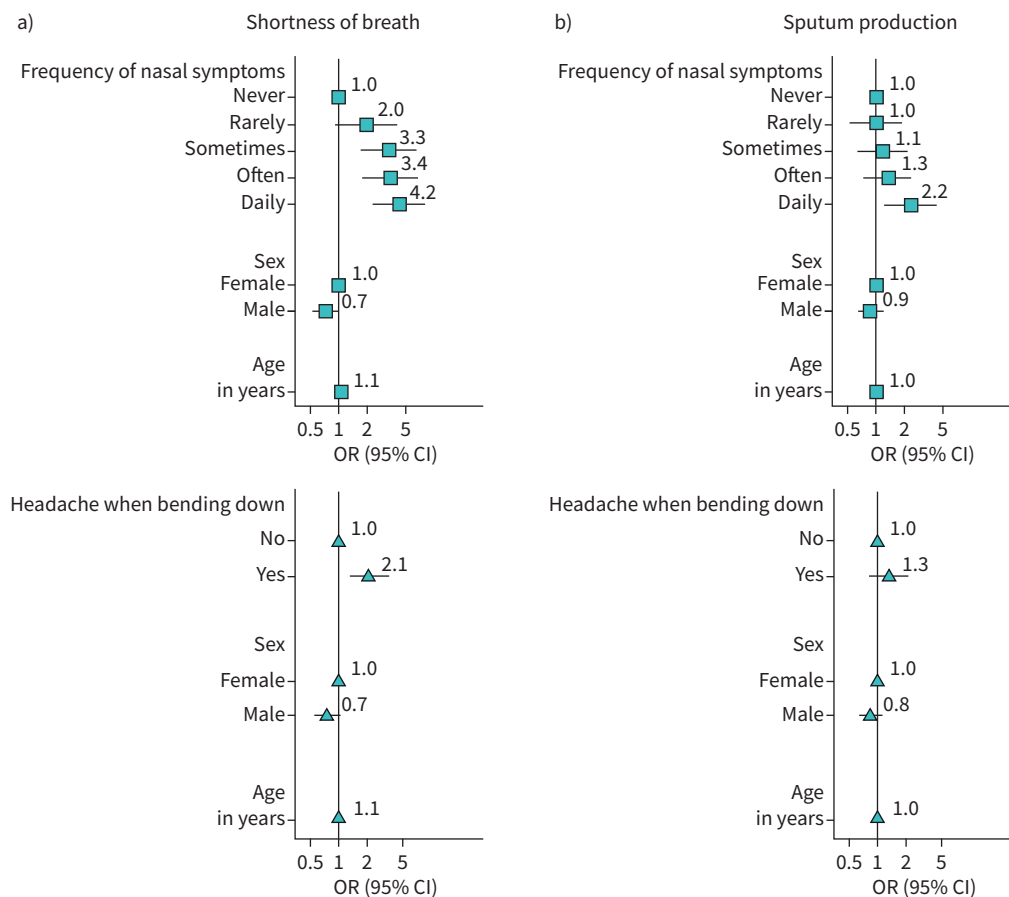 a) Shortness of breath
Frequency of nasal symptoms
Never 1.0
Rarely 2.0
Sometimes 3.3
Often 3.4
Daily 4.2
Sex
Female 1.0
Male 0.7
Age
in years 1.1
0.5 1 2 5
OR (95% CI)
Headache when bending down
No 1.0
Yes 2.1
Sex
Female 1.0
Male 0.7
Age
in years 1.1
0.5 1 2 5
OR (95% CI)
b) Sputum production
Frequency of nasal symptoms
Never 1.0
Rarely 1.0
Sometimes 1.1
Often 1.3
Daily 2.2
Sex
Female 1.0
Male 0.9
Age
in years 1.0
0.5 1 2 5
OR (95% CI)
Headache when bending down
No 1.0
Yes 1.3
Sex
Female 1.0
Male 0.8
Age
in years 1.0
0.5 1 2 5
OR (95% CI)